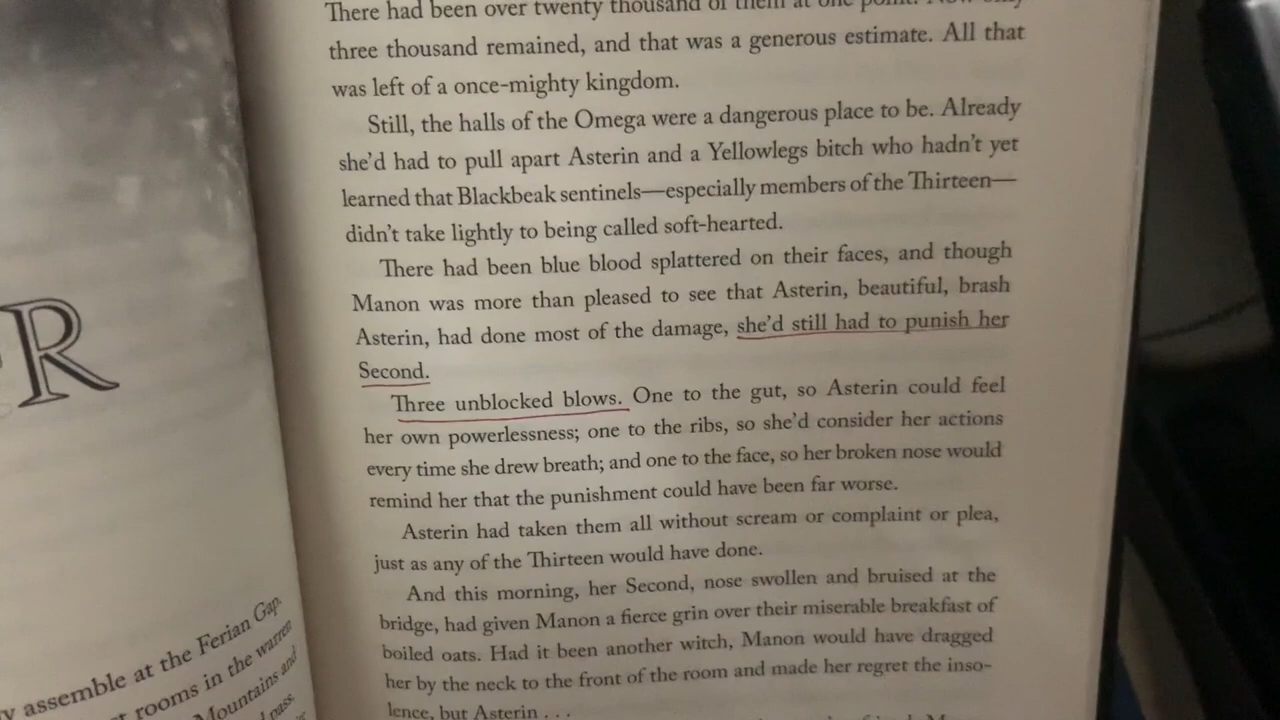 R
y assemble at the Ferian Gap.
rooms in the warren
Mountains and
pass.
There had been over twenty thousand of them at one point. Now only
three thousand remained, and that was a generous estimate. All that
was left of a once-mighty kingdom.
Still, the halls of the Omega were a dangerous place to be. Already
she'd had to pull apart Asterin and a Yellowlegs bitch who hadn't yet
learned that Blackbeak sentinels—especially members of the Thirteen—
didn't take lightly to being called soft-hearted.
There had been blue blood splattered on their faces, and though
Manon was more than pleased to see that Asterin, beautiful, brash
Asterin, had done most of the damage, she'd still had to punish her
Second.
Three unblocked blows. One to the gut, so Asterin could feel
her own powerlessness; one to the ribs, so she'd consider her actions
every time she drew breath; and one to the face, so her broken nose would
remind her that the punishment could have been far worse.
Asterin had taken them all without scream or complaint or plea,
just as any of the Thirteen would have done.
And this morning, her Second, nose swollen and bruised at the
bridge, had given Manon a fierce grin over their miserable breakfast of
boiled oats. Had it been another witch, Manon would have dragged
her by the neck to the front of the room and made her regret the inso-
lence, but Asterin . . .